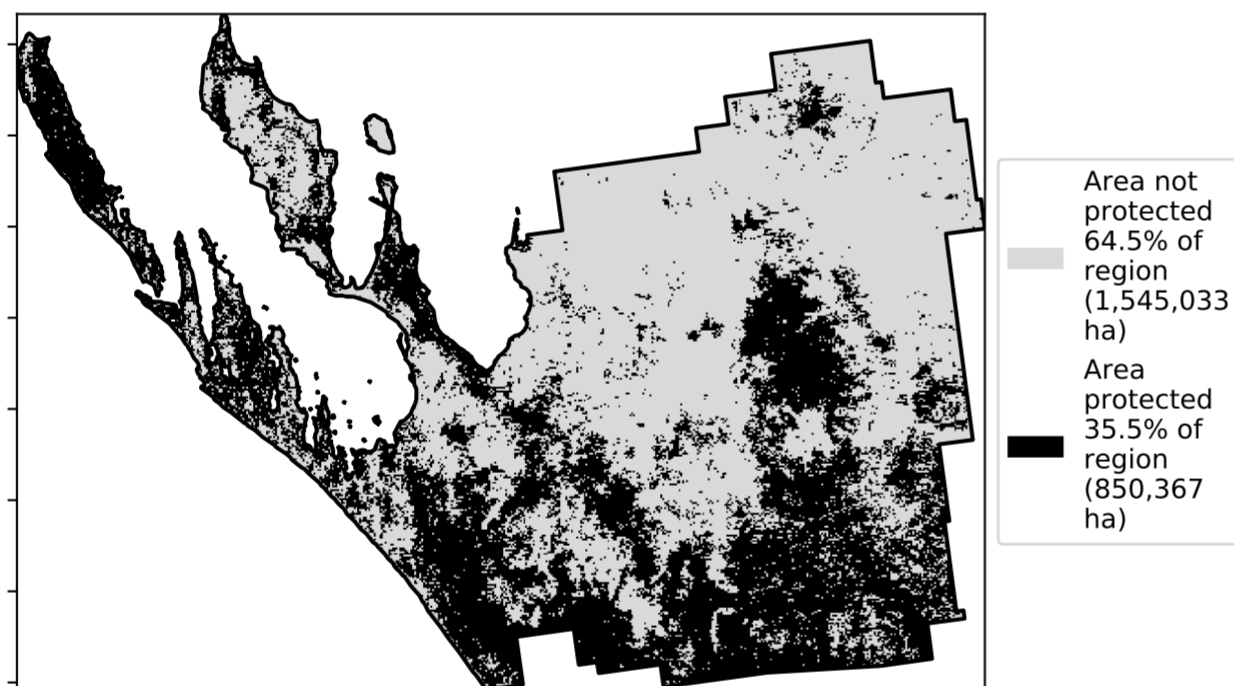 Area not
protected
64.5% of
region
(1,545,033
ha)
Area
protected
35.5% of
region
(850,367
ha)